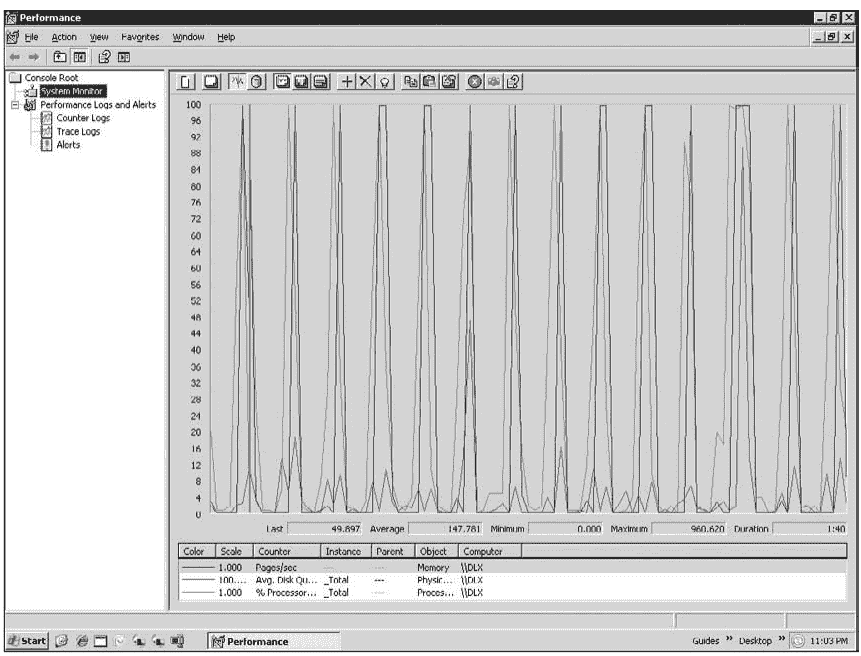 Performance
File Action View Favorites Window Help
Console Root
System Monitor
Performance Logs and Alerts
Counter Logs
Trace Logs
Alerts
100
96
92
88
84
80
76
72
68
64
60
56
52
48
44
40
36
32
28
24
20
16
12
8
4
0
Last 49.897 Average 147.781 Minimum 0.000 Maximum 960.620 Duration 1:40
Color Scale Counter Instance Parent Object Computer
1.000 Pages/sec --- --- Memory \\DLX
100.... Avg. Disk Qu... _Total --- Physic... \\DLX
1.000 % Processor... _Total --- Proces... \\DLX
Start Performance Guides » Desktop » 11:03 PM